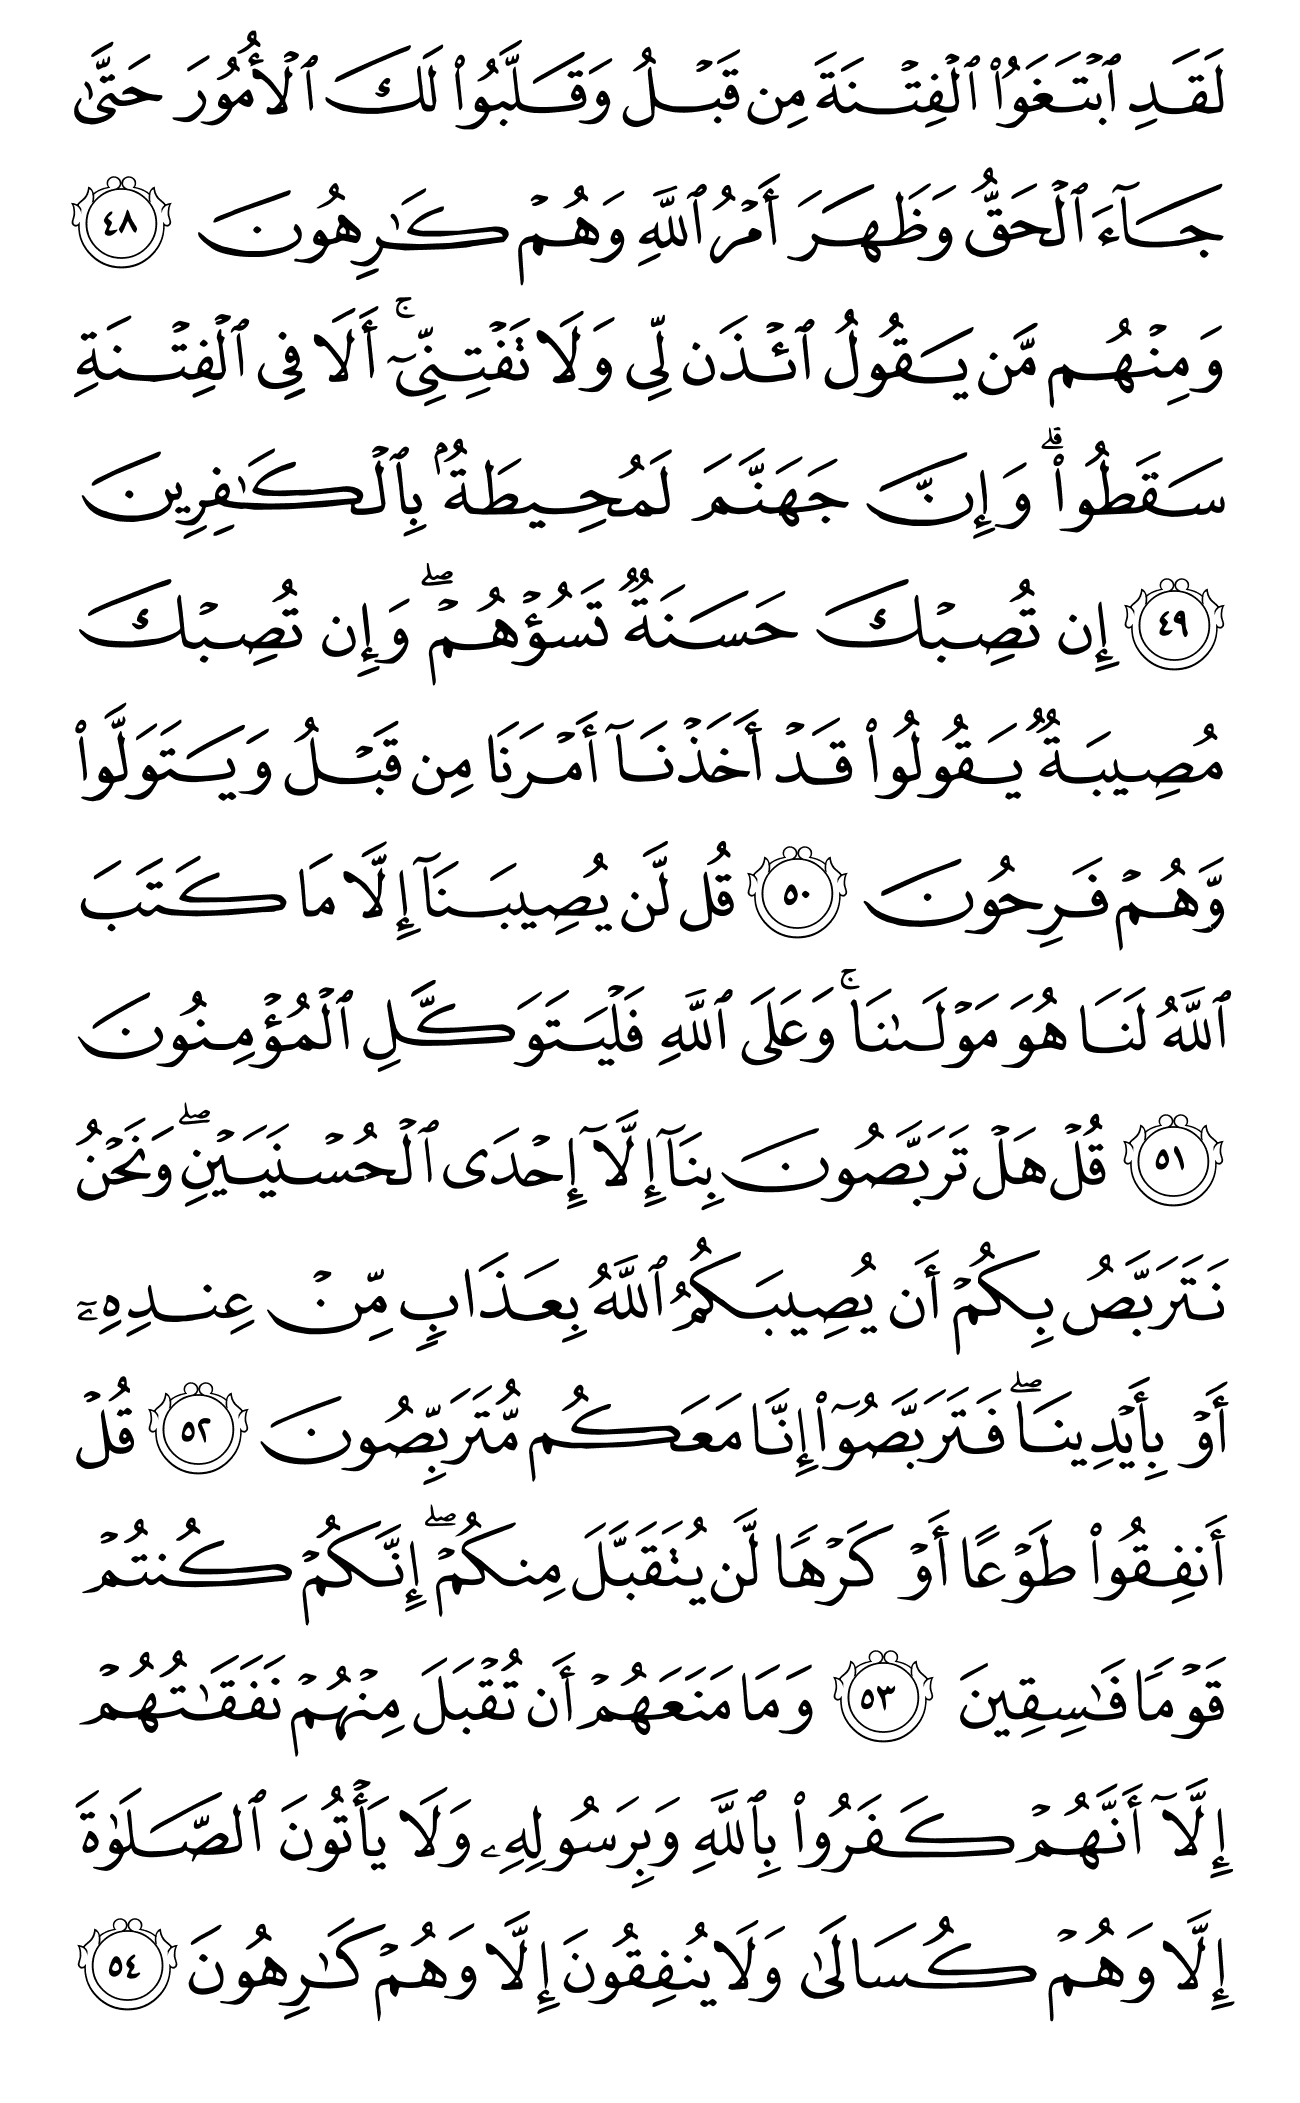 لَقَدِ ٱبۡتَغَوُاْ ٱلۡفِتۡنَةَ مِن قَبۡلُ وَقَلَّبُواْ لَكَ ٱلۡأُمُورَ حَتَّىٰ
جَآءَ ٱلۡحَقُّ وَظَهَرَ أَمۡرُ ٱللَّهِ وَهُمۡ كَٰرِهُونَ ٤٨
وَمِنۡهُم مَّن يَقُولُ ٱئۡذَن لِّي وَلَا تَفۡتِنِّيٓۚ أَلَا فِي ٱلۡفِتۡنَةِ
سَقَطُواْۗ وَإِنَّ جَهَنَّمَ لَمُحِيطَةُۢ بِٱلۡكَٰفِرِينَ
٤٩ إِن تُصِبۡكَ حَسَنَةٞ تَسُؤۡهُمۡۖ وَإِن تُصِبۡكَ
مُصِيبَةٞ يَقُولُواْ قَدۡ أَخَذۡنَآ أَمۡرَنَا مِن قَبۡلُ وَيَتَوَلَّواْ
وَّهُمۡ فَرِحُونَ ٥٠ قُل لَّن يُصِيبَنَآ إِلَّا مَا كَتَبَ
ٱللَّهُ لَنَا هُوَ مَوۡلَىٰنَاۚ وَعَلَى ٱللَّهِ فَلۡيَتَوَكَّلِ ٱلۡمُؤۡمِنُونَ
٥١ قُلۡ هَلۡ تَرَبَّصُونَ بِنَآ إِلَّآ إِحۡدَى ٱلۡحُسۡنَيَيۡنِۖ وَنَحۡنُ
نَتَرَبَّصُ بِكُمۡ أَن يُصِيبَكُمُ ٱللَّهُ بِعَذَابٖ مِّنۡ عِندِهِۦٓ
أَوۡ بِأَيۡدِينَاۖ فَتَرَبَّصُوٓاْ إِنَّا مَعَكُم مُّتَرَبِّصُونَ ٥٢ قُلۡ
أَنفِقُواْ طَوۡعًا أَوۡ كَرۡهٗا لَّن يُتَقَبَّلَ مِنكُمۡۖ إِنَّكُمۡ كُنتُمۡ
قَوۡمٗا فَٰسِقِينَ ٥٣ وَمَا مَنَعَهُمۡ أَن تُقۡبَلَ مِنۡهُمۡ نَفَقَٰتُهُمۡ
إِلَّآ أَنَّهُمۡ كَفَرُواْ بِٱللَّهِ وَبِرَسُولِهِۦ وَلَا يَأۡتُونَ ٱلصَّلَوٰةَ
إِلَّا وَهُمۡ كُسَالَىٰ وَلَا يُنفِقُونَ إِلَّا وَهُمۡ كَٰرِهُونَ ٥٤